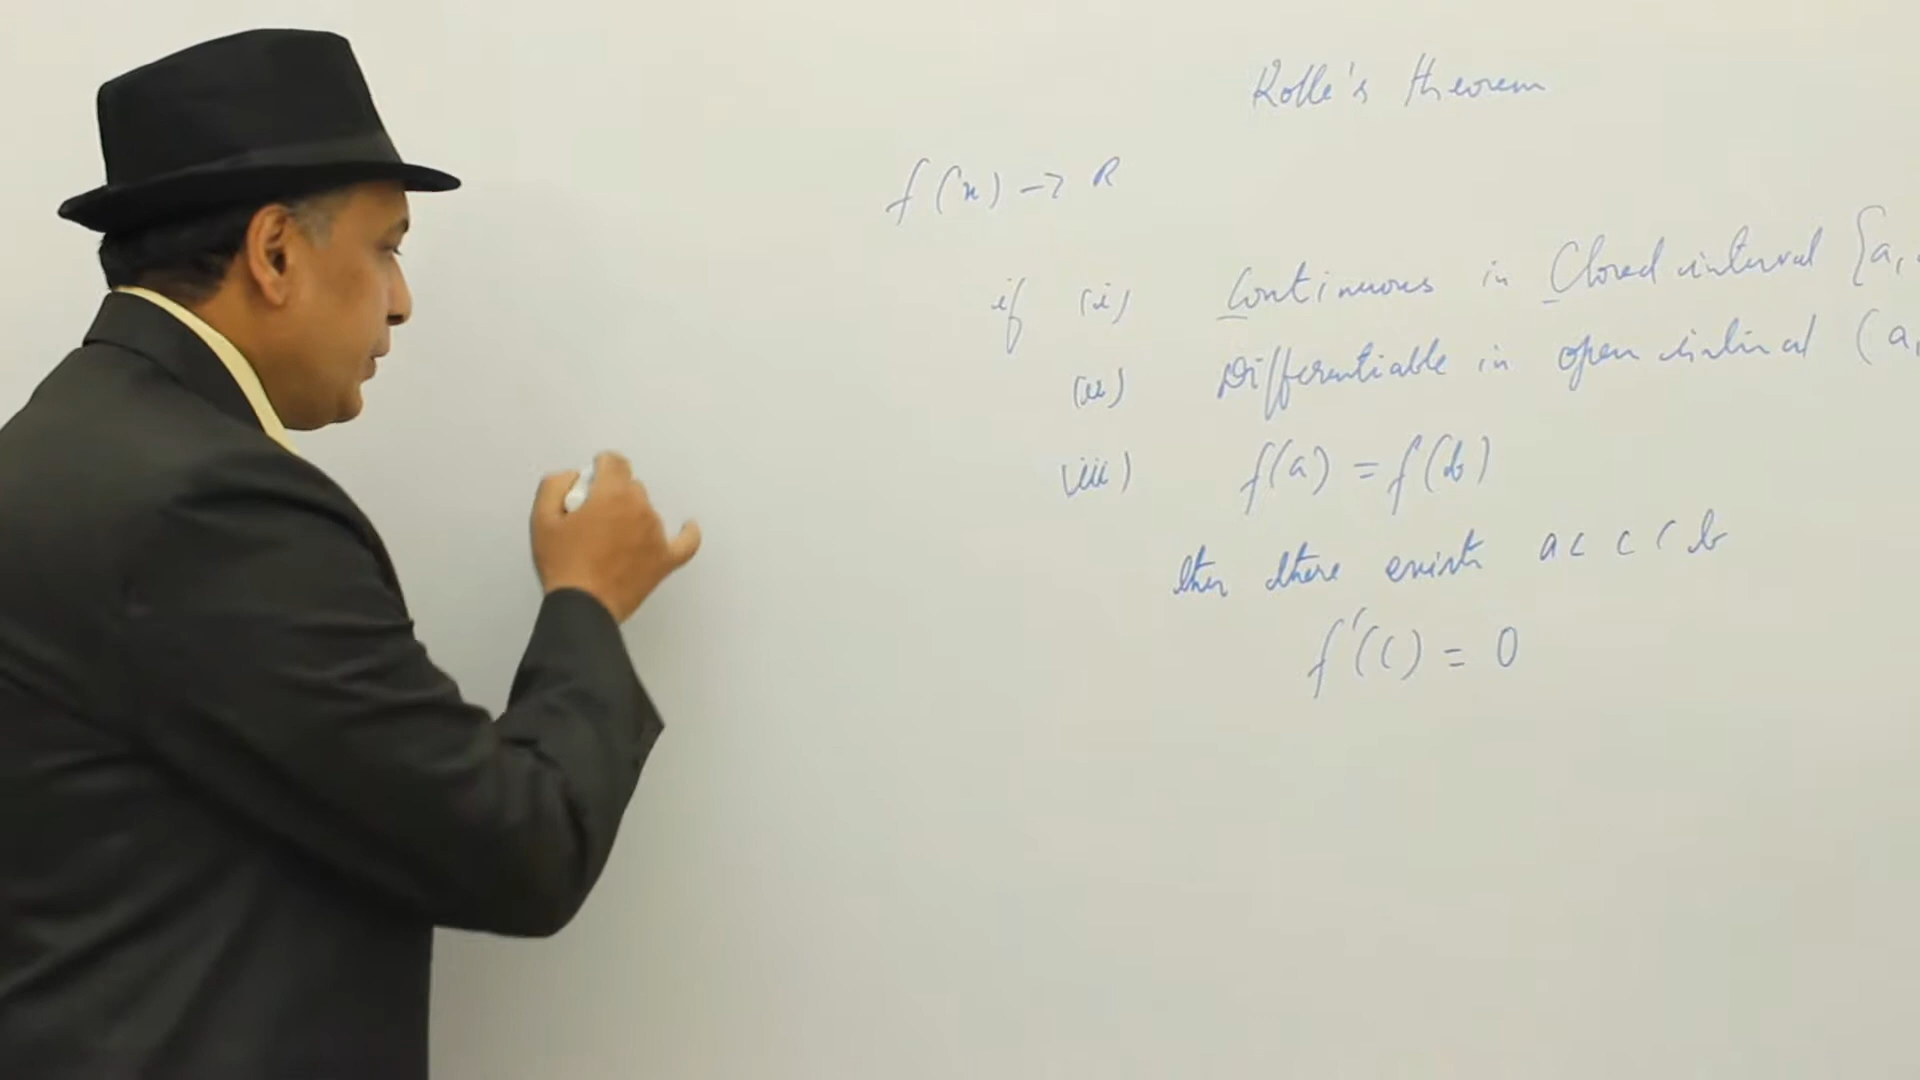 Rolle's theorem
f(x) → R
if (i) Continuous in Closed interval [a,
(ii) Differentiable in open interval (a,
(iii) f(a) = f(b)
then there exists a < c < b
f'(c) = 0